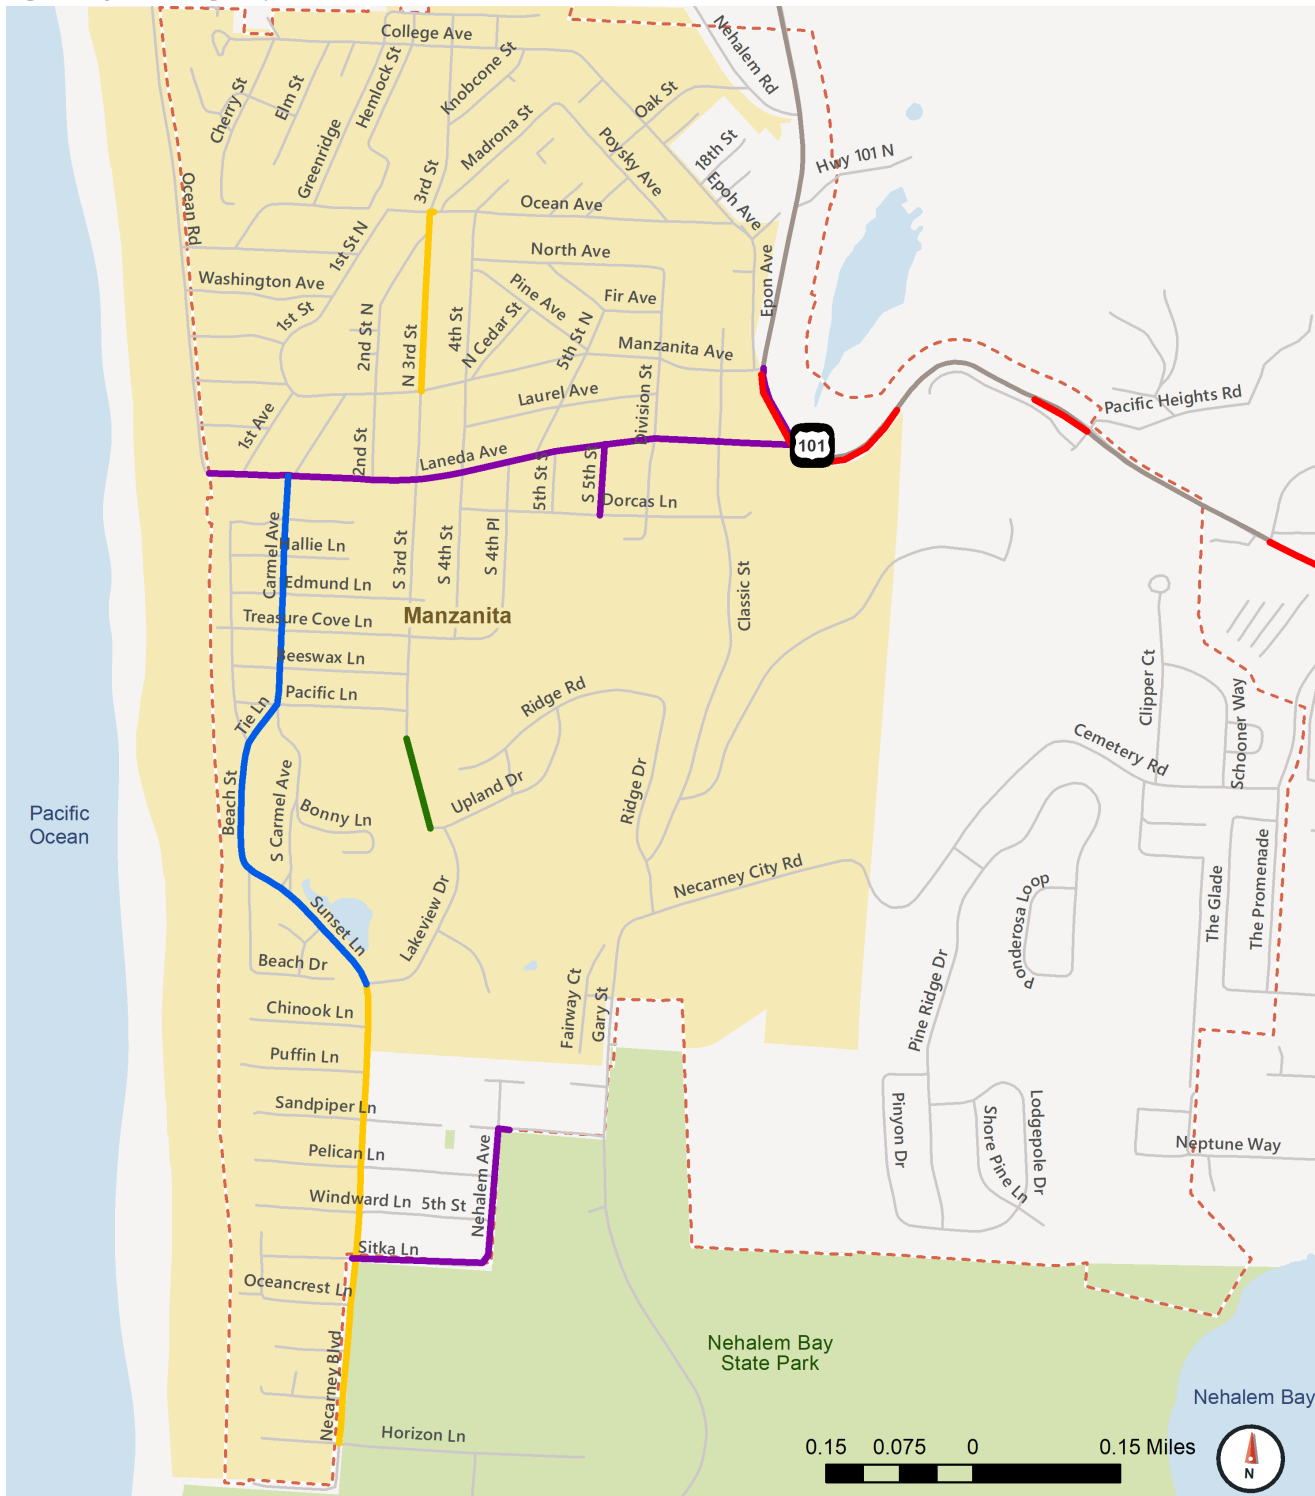 College Ave
Nehalem Rd
Knobcone St
Hemlock St
Elm St
Cherry St
Oak St
Greenridge
Madrona St
Poysky Ave
18th St
Hwy 101 N
3rd St
Epoh Ave
Ocean Rd
Ocean Ave
1st St N
North Ave
Washington Ave
Epon Ave
Pine Ave
Fir Ave
1st St
4th St
N Cedar St
5th St N
2nd St N
N 3rd St
Manzanita Ave
Laurel Ave
Division St
Pacific Heights Rd
1st Ave
2nd St
Laneda Ave
101
5th St S
S 5th St
Dorcas Ln
Carmel Ave
Hallie Ln
S 3rd St
S 4th St
S 4th Pl
Edmund Ln
Classic St
Treasure Cove Ln
Manzanita
Beeswax Ln
Pacific Ln
Ridge Rd
Clipper Ct
Schooner Way
Tie Ln
Cemetery Rd
Upland Dr
Ridge Dr
Beach St
S Carmel Ave
Bonny Ln
Pacific
Ocean
Necarney City Rd
Ponderosa Loop
The Glade
The Promenade
Sunset Ln
Lakeview Dr
Beach Dr
Fairway Ct
Gary St
Pine Ridge Dr
Chinook Ln
Puffin Ln
Sandpiper Ln
Pinyon Dr
Shore Pine Ln
Lodgepole Dr
Neptune Way
Pelican Ln
Nehalem Ave
Windward Ln
5th St
Sitka Ln
Oceancrest Ln
Nehalem Bay
State Park
Necarney Blvd
Nehalem Bay
Horizon Ln
0.15 0.075 0 0.15 Miles
N